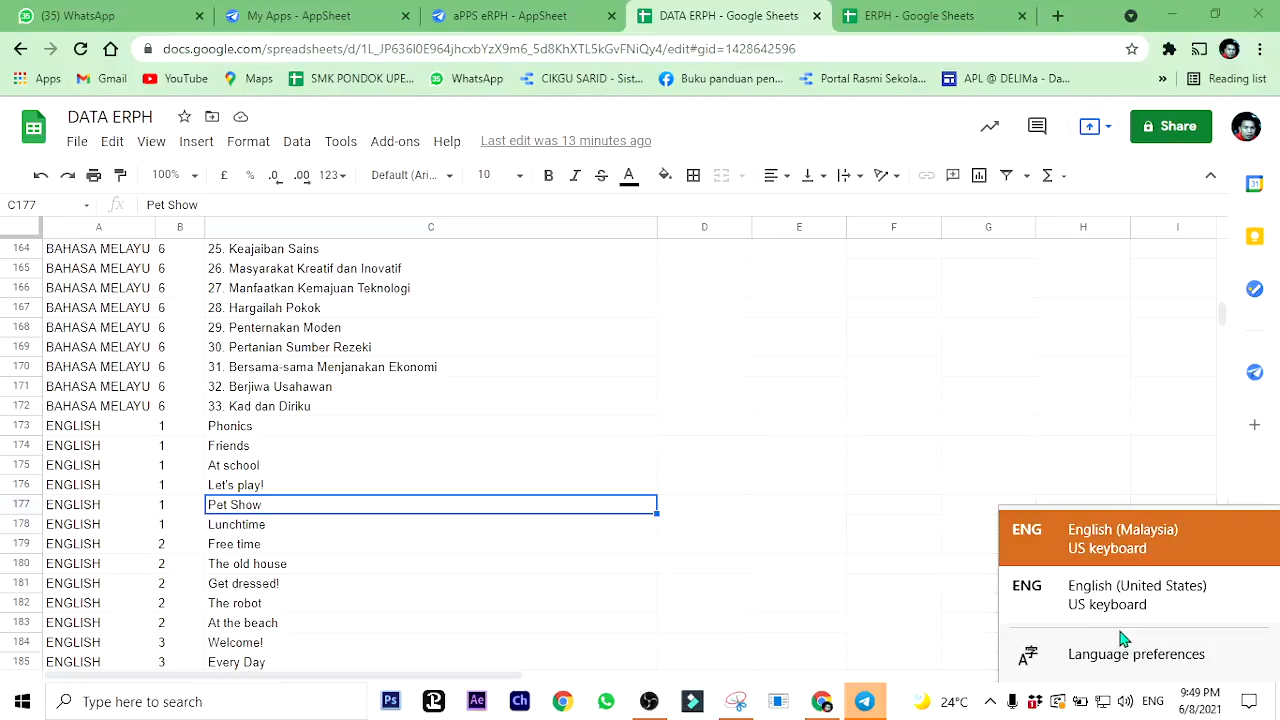 (35) WhatsApp
My Apps - AppSheet
aPPS eRPH - AppSheet
DATA ERPH - Google Sheets
ERPH - Google Sheets
docs.google.com/spreadsheets/d/1L_JP636I0E964jhcxbYzX9m6_5d8KhXTL5kGvFNiQy4/edit#gid=1428642596
Apps
Gmail
YouTube
Maps
SMK PONDOK UPE...
WhatsApp
CIKGU SARID - Sist...
Buku panduan pen...
Portal Rasmi Sekola...
APL @ DELIMa - Da...
Reading list
DATA ERPH
File Edit View Insert Format Data Tools Add-ons Help Last edit was 13 minutes ago
Share
100% £ % .0 .00 123 Default (Ari... 10 B I S A
C177 fx Pet Show
A B C D E F G H I
164 BAHASA MELAYU 6 25. Keajaiban Sains
165 BAHASA MELAYU 6 26. Masyarakat Kreatif dan Inovatif
166 BAHASA MELAYU 6 27. Manfaatkan Kemajuan Teknologi
167 BAHASA MELAYU 6 28. Hargailah Pokok
168 BAHASA MELAYU 6 29. Penternakan Moden
169 BAHASA MELAYU 6 30. Pertanian Sumber Rezeki
170 BAHASA MELAYU 6 31. Bersama-sama Menjanakan Ekonomi
171 BAHASA MELAYU 6 32. Berjiwa Usahawan
172 BAHASA MELAYU 6 33. Kad dan Diriku
173 ENGLISH 1 Phonics
174 ENGLISH 1 Friends
175 ENGLISH 1 At school
176 ENGLISH 1 Let's play!
177 ENGLISH 1 Pet Show
178 ENGLISH 1 Lunchtime
179 ENGLISH 2 Free time
180 ENGLISH 2 The old house
181 ENGLISH 2 Get dressed!
182 ENGLISH 2 The robot
183 ENGLISH 2 At the beach
184 ENGLISH 3 Welcome!
185 ENGLISH 3 Every Day
ENG English (Malaysia)
US keyboard
ENG English (United States)
US keyboard
Language preferences
Type here to search
24°C
ENG
9:49 PM
6/8/2021